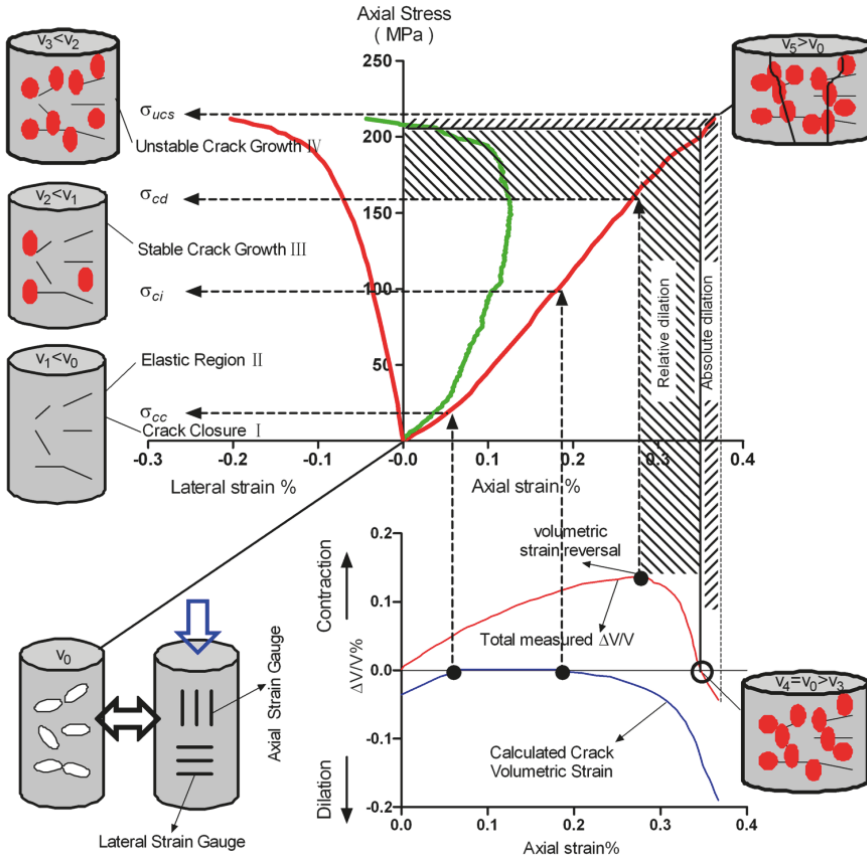 Axial Stress
( MPa )
250
200
150
100
50
-0.3
-0.2
-0.1
-0.0
0.1
0.2
0.3
0.4
Lateral strain %
Axial strain %
V₃<V₂
σucs
Unstable Crack Growth Ⅳ
σcd
V₂<V₁
Stable Crack Growth Ⅲ
σci
V₁<V₀
Elastic Region Ⅱ
σcc
Crack Closure Ⅰ
V₅>V₀
Relative dilation
Absolute dilation
V₀
Axial Strain Gauge
Lateral Strain Gauge
Contraction
ΔV/V%
Dilation
0.2
0.1
0.0
-0.1
-0.2
volumetric
strain reversal
Total measured ΔV/V
Calculated Crack
Volumetric Strain
0.0
0.1
0.2
0.3
0.4
Axial strain%
V₄=V₀>V₃